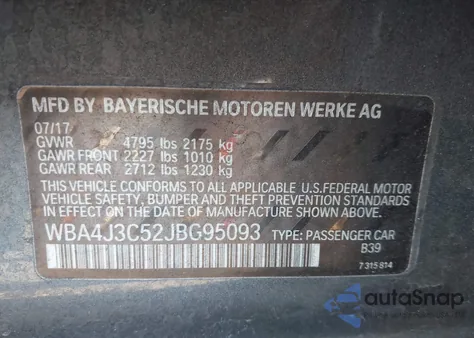 MFD BY BAYERISCHE MOTOREN WERKE AG
07/17
GVWR 4795 lbs 2175 kg
GAWR FRONT 2227 lbs 1010 kg
GAWR REAR 2712 lbs 1230 kg
THIS VEHICLE CONFORMS TO ALL APPLICABLE U.S.FEDERAL MOTOR
VEHICLE SAFETY, BUMPER AND THEFT PREVENTION STANDARDS IN
EFFECT ON THE DATE OF MANUFACTURE SHOWN ABOVE.
WBA4J3C52JBG95093 TYPE: PASSENGER CAR
B39
7 315 814
autoSnap